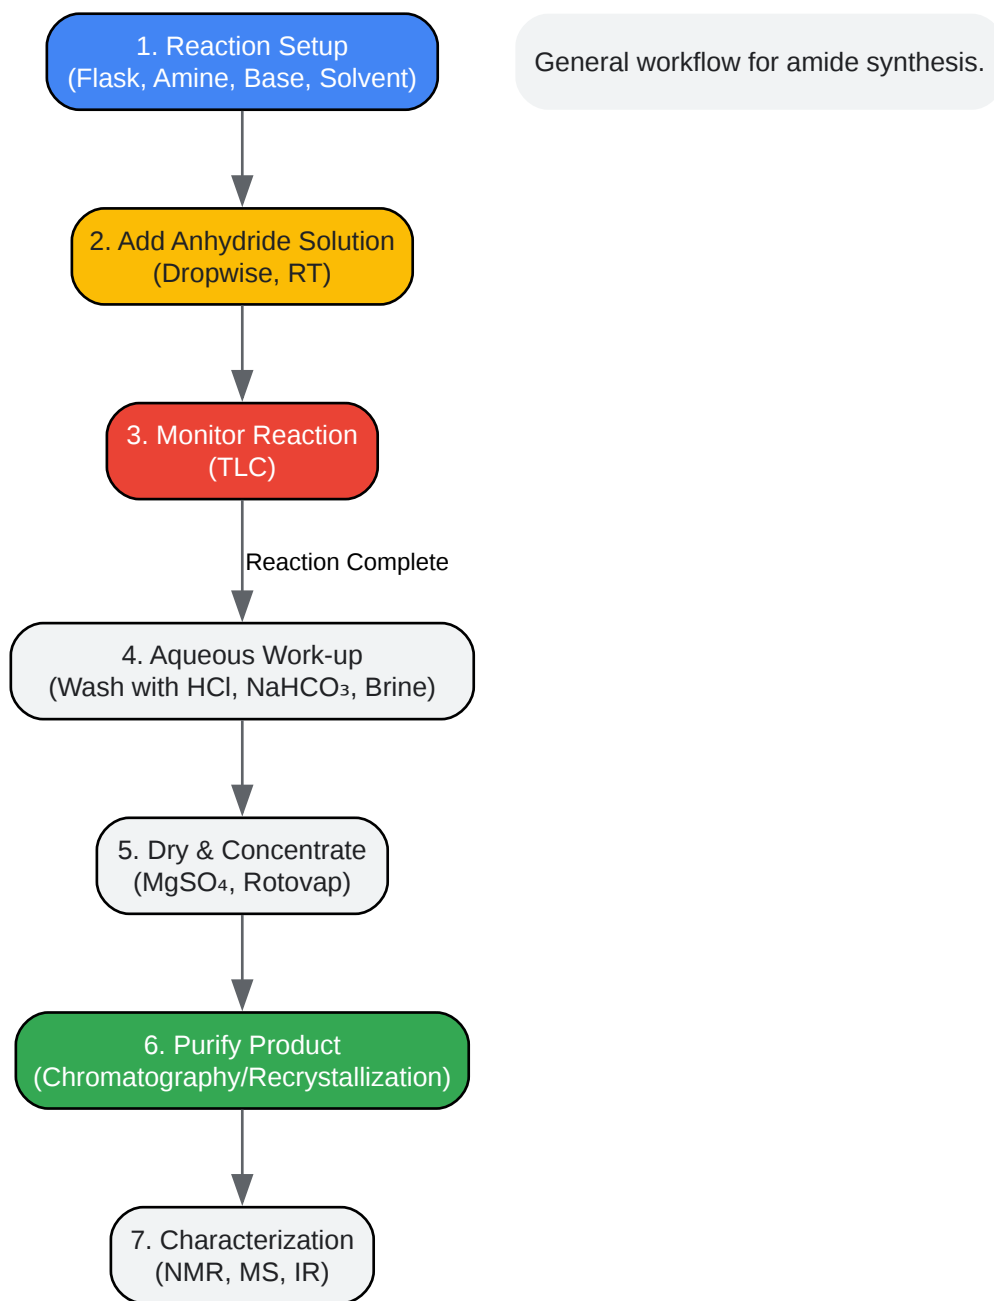 1. Reaction Setup
(Flask, Amine, Base, Solvent)
General workflow for amide synthesis.
2. Add Anhydride Solution
(Dropwise, RT)
3. Monitor Reaction
(TLC)
Reaction Complete
4. Aqueous Work-up
(Wash with HCl, NaHCO₃, Brine)
5. Dry & Concentrate
(MgSO₄, Rotovap)
6. Purify Product
(Chromatography/Recrystallization)
7. Characterization
(NMR, MS, IR)